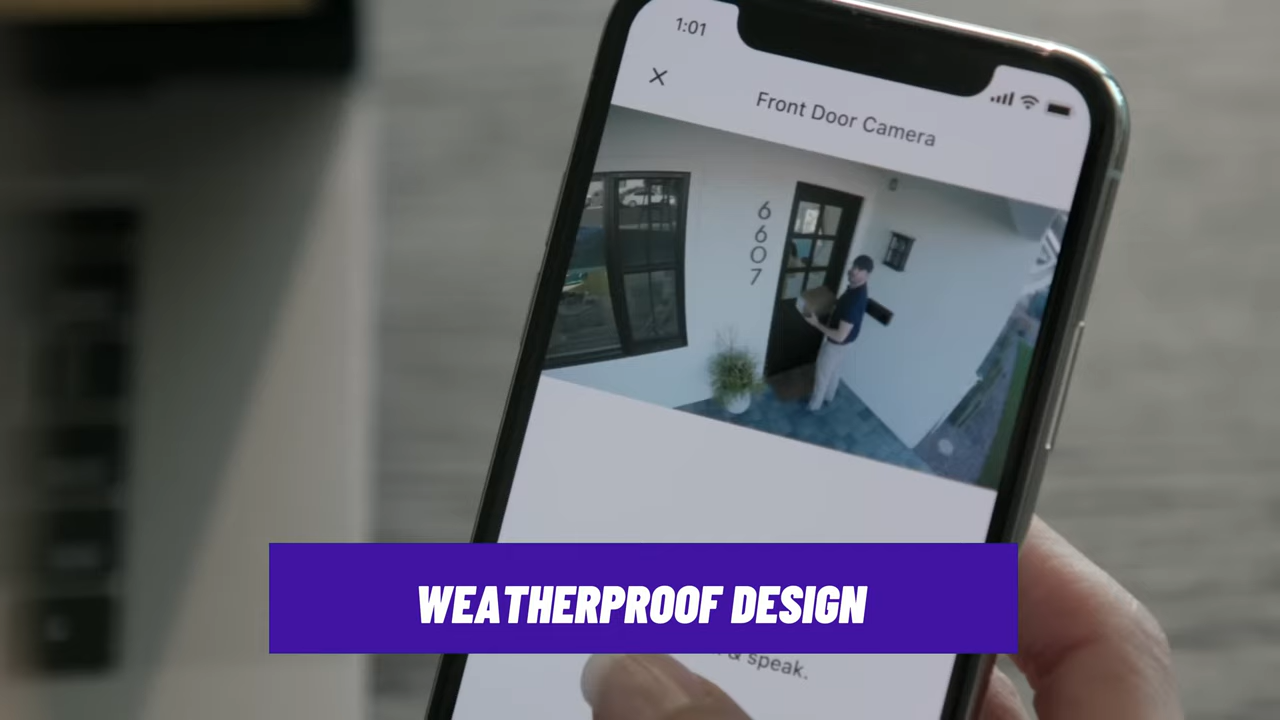 1:01
Front Door Camera
6
6
0
7
WEATHERPROOF DESIGN
& speak.